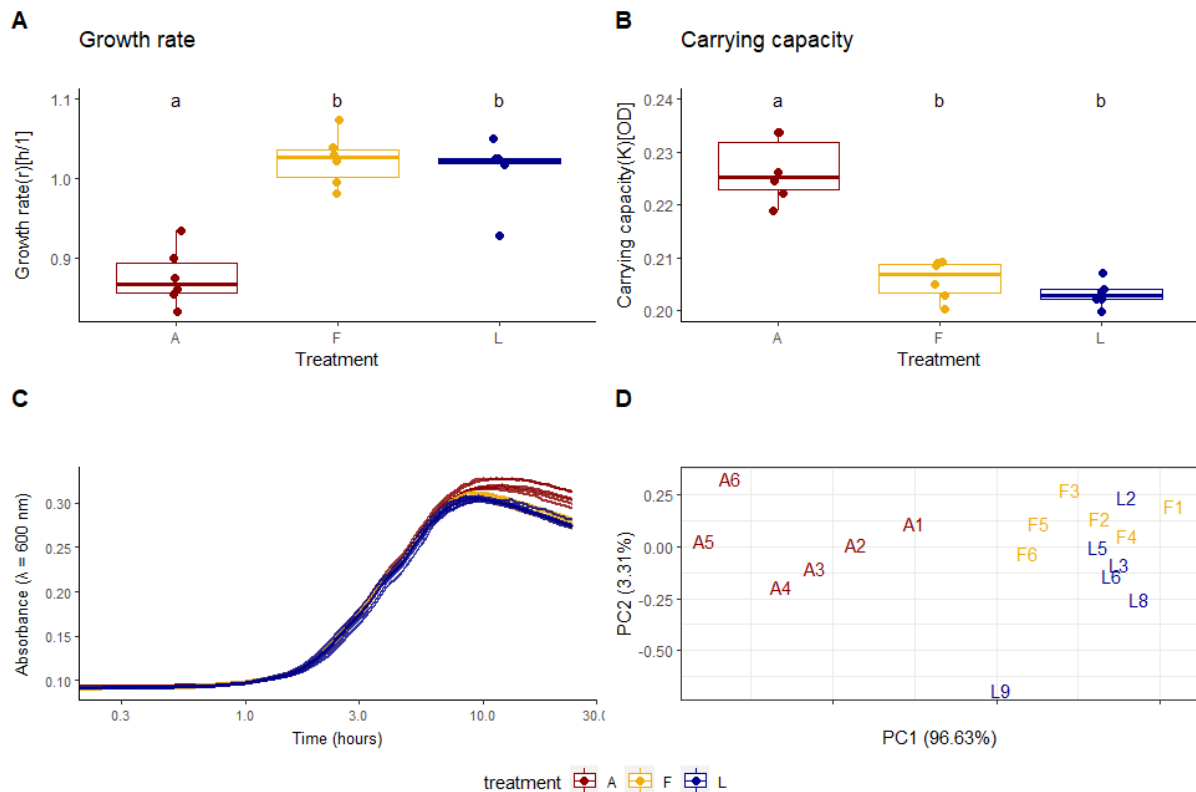 A
Growth rate
a b b
1.1
1.0
0.9
Growth rate(r)[h/1]
A F L
Treatment
B
Carrying capacity
a b b
0.24
0.23
0.22
0.21
0.20
Carrying capacity(K)[OD]
A F L
Treatment
C
0.30
0.25
0.20
0.15
0.10
Absorbance (λ = 600 nm)
0.3 1.0 3.0 10.0 30.0
Time (hours)
D
0.25
0.00
-0.25
-0.50
PC2 (3.31%)
A6
A5
A4
A3
A2
A1
F3
F5
F6
F2
F4
F1
L2
L5
L3
L6
L8
L9
PC1 (96.63%)
treatment A F L